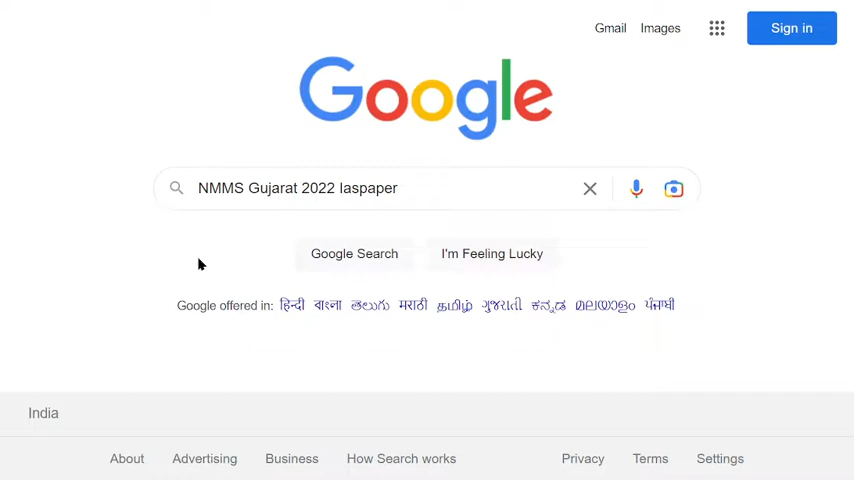 Gmail Images Sign in
Google
NMMS Gujarat 2022 Iaspaper
Google Search I'm Feeling Lucky
Google offered in: हिन्दी বাংলা తెలుగు मराठी தமிழ் ગુજરાતી ಕನ್ನಡ മലയാളം ਪੰਜਾਬੀ
India
About Advertising Business How Search works Privacy Terms Settings